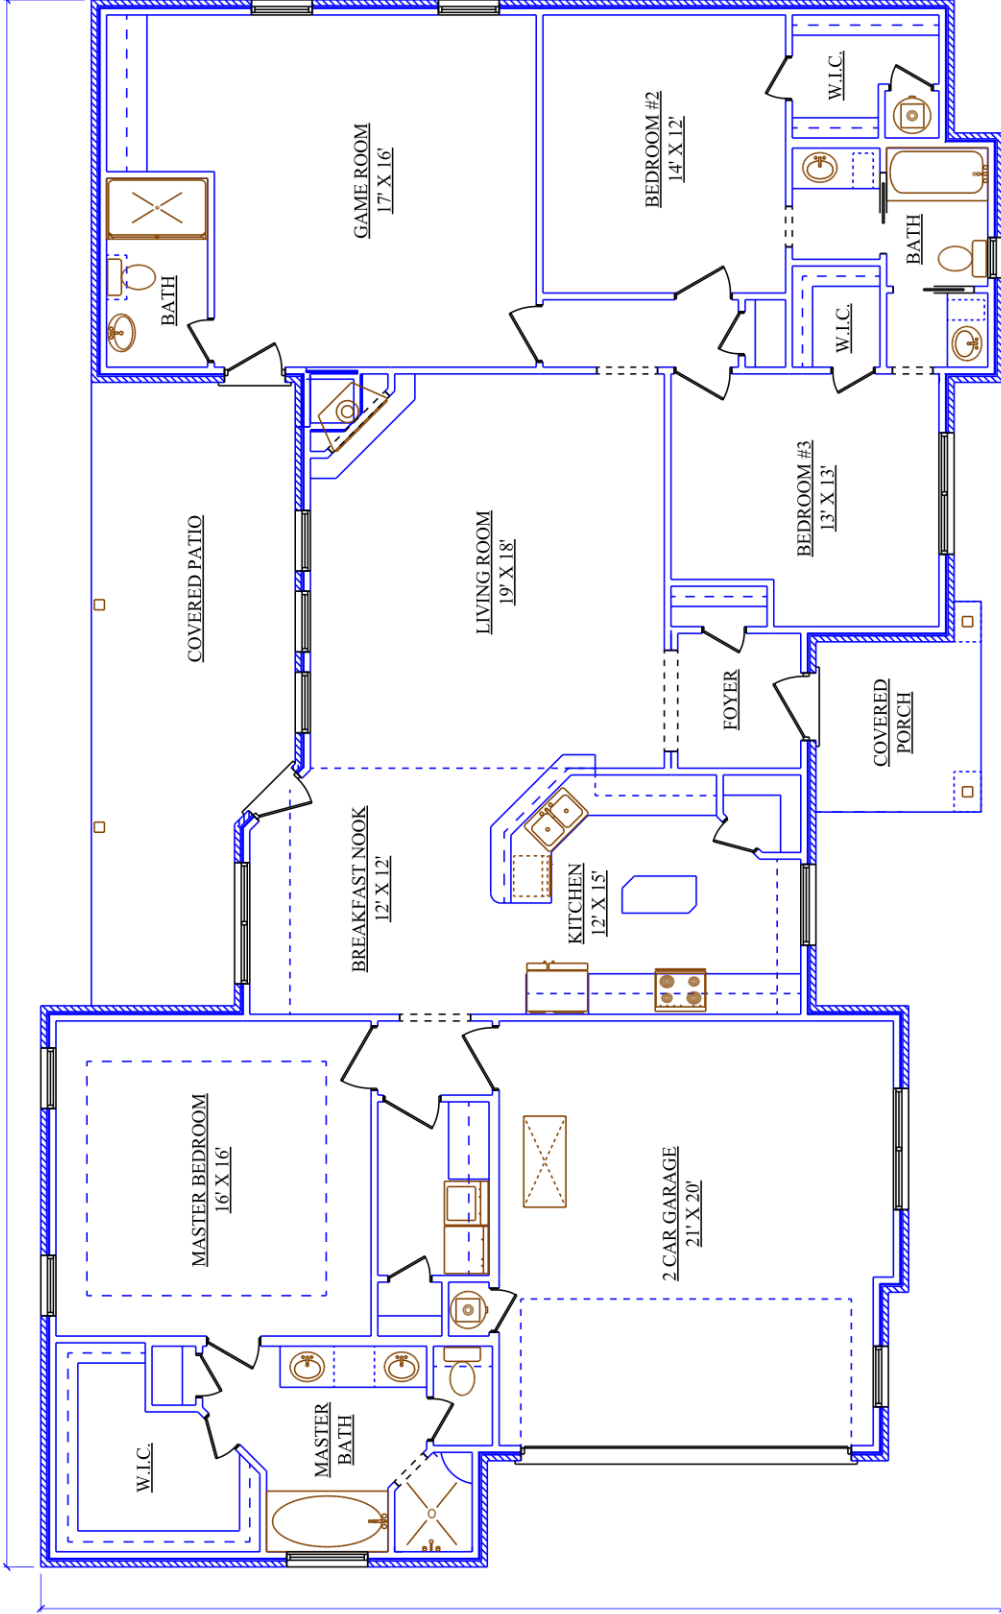 GAME ROOM
17' X 16'
BEDROOM #2
14' X 12'
W.I.C.
BATH
BATH
W.I.C.
COVERED PATIO
LIVING ROOM
19' X 18'
BEDROOM #3
13' X 13'
FOYER
COVERED
PORCH
BREAKFAST NOOK
12' X 12'
KITCHEN
12' X 15'
MASTER BEDROOM
16' X 16'
2 CAR GARAGE
21' X 20'
W.I.C.
MASTER
BATH